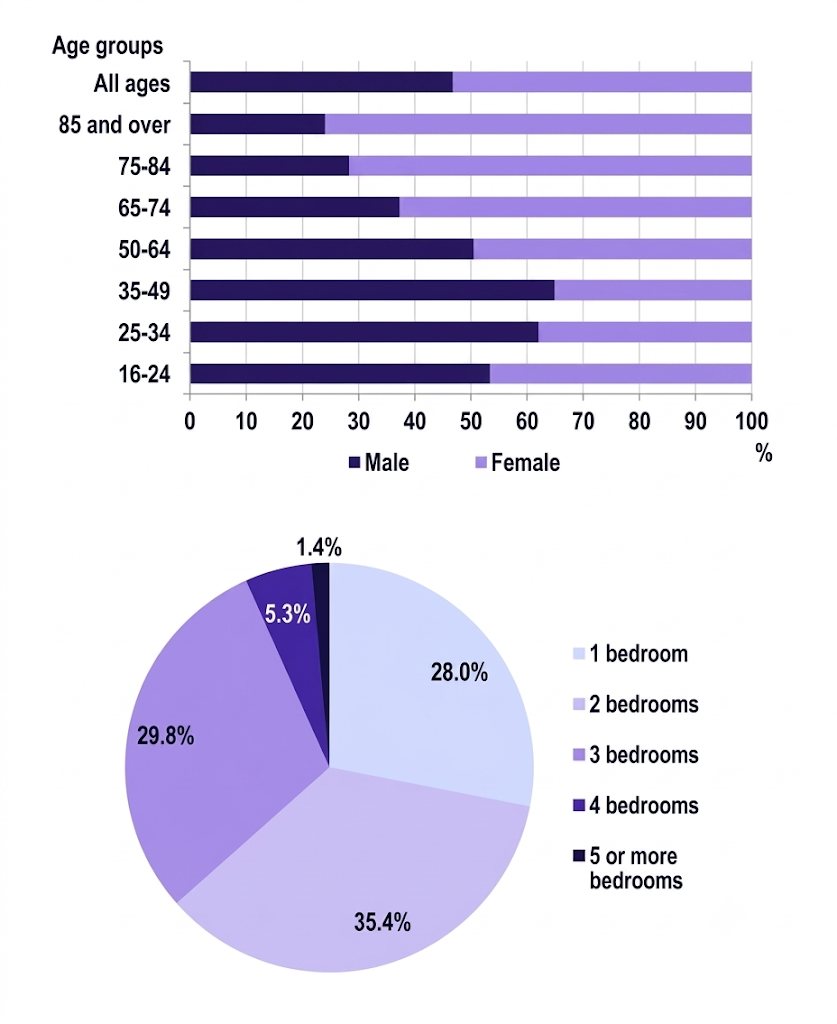 Age groups
All ages
85 and over
75-84
65-74
50-64
35-49
25-34
16-24
0 10 20 30 40 50 60 70 80 90 100
%
Male Female
1.4%
5.3%
28.0%
29.8%
35.4%
1 bedroom
2 bedrooms
3 bedrooms
4 bedrooms
5 or more
bedrooms